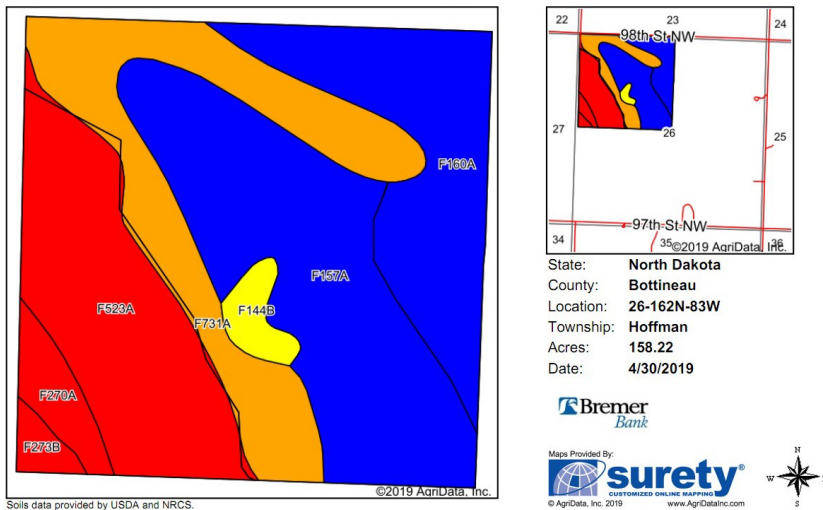 F160A
F157A
F144B
F523A
F731A
F270A
F273B
©2019 AgriData, Inc.
Soils data provided by USDA and NRCS.
22
23
24
98th St NW
27
26
25
97th St NW
34
35
36
©2019 AgriData, Inc.
State: North Dakota
County: Bottineau
Location: 26-162N-83W
Township: Hoffman
Acres: 158.22
Date: 4/30/2019
Bremer
Bank
Maps Provided By:
surety®
CUSTOMIZED ONLINE MAPPING
© AgriData, Inc. 2019 www.AgriDataInc.com
N
W
S